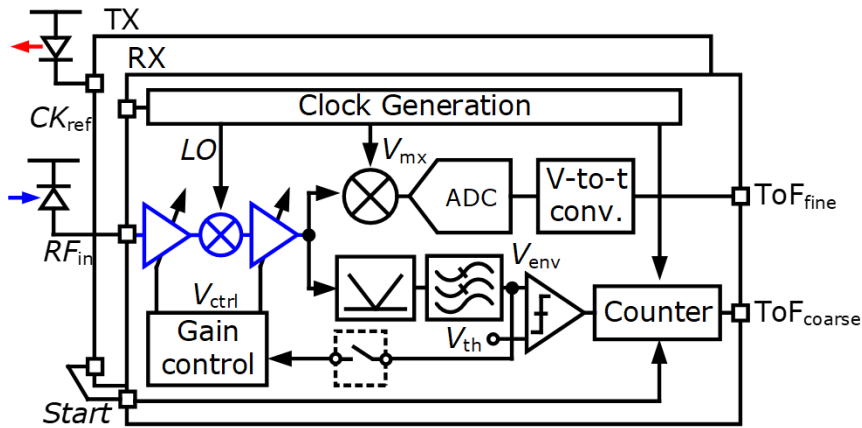 TX
RX
Clock Generation
CKref
LO
Vmx
ADC
V-to-t
conv.
ToFfine
RFin
Venv
Vctrl
Gain
control
Vth
Counter
ToFcoarse
Start